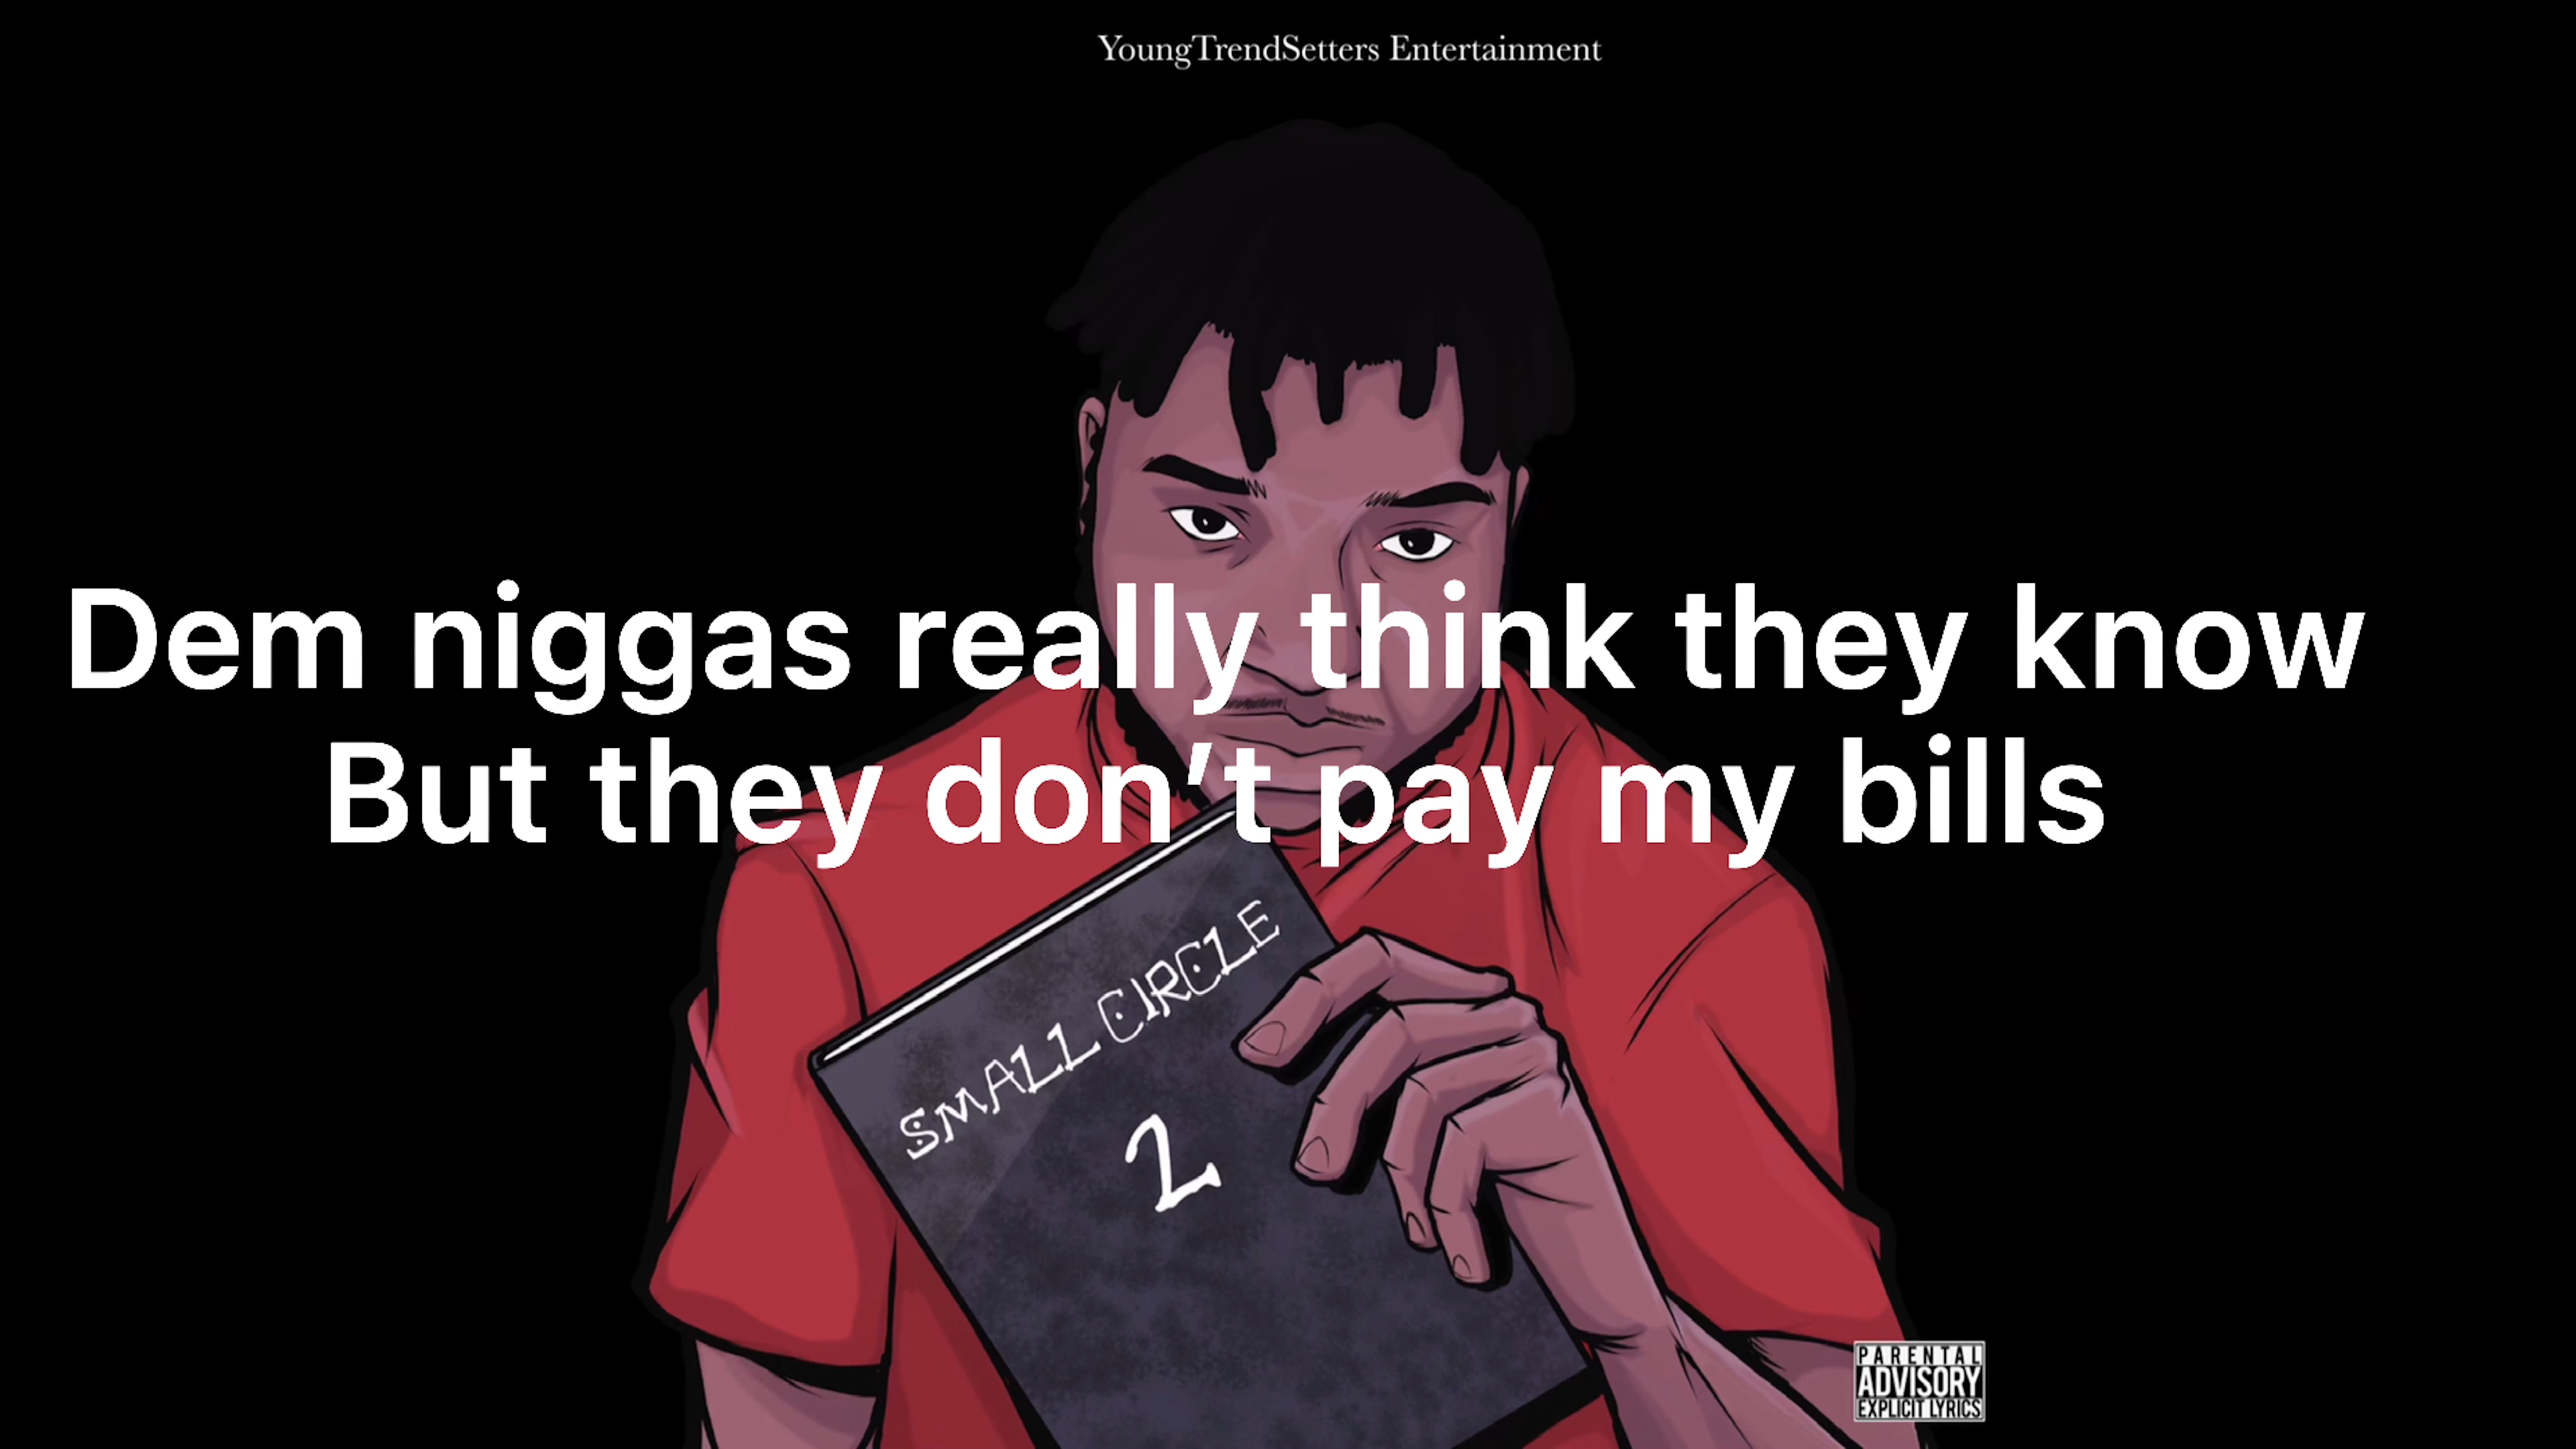 YoungTrendSetters Entertainment
Dem niggas really think they know
But they don’t pay my bills
SMALL CIRCLE
2
PARENTAL
ADVISORY
EXPLICIT LYRICS